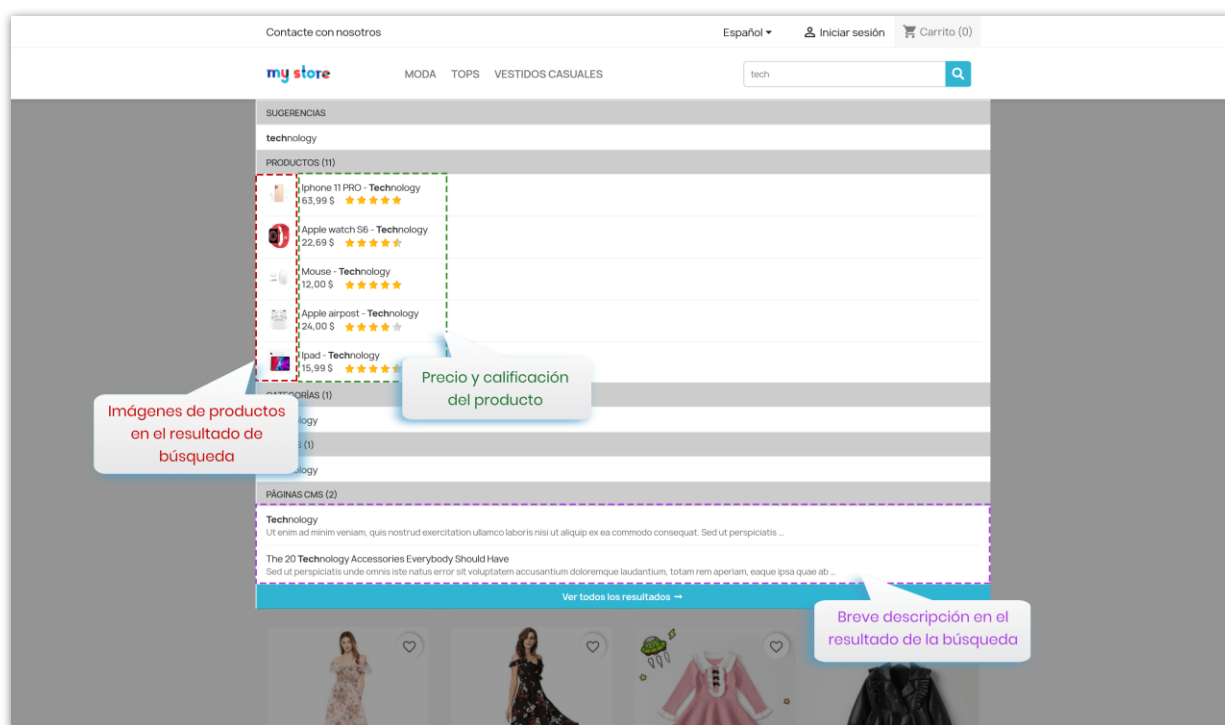 Contacte con nosotros
Español
Iniciar sesión
Carrito (0)
my store
MODA TOPS VESTIDOS CASUALES
tech
SUGERENCIAS
technology
PRODUCTOS (11)
Iphone 11 PRO - Technology
63,99 $
Apple watch S6 - Technology
22,69 $
Mouse - Technology
12,00 $
Apple airpost - Technology
24,00 $
Ipad - Technology
15,99 $
Precio y calificación
del producto
Imágenes de productos
en el resultado de
búsqueda
(1)
PÁGINAS CMS (2)
Technology
Ut enim ad minim veniam, quis nostrud exercitation ullamco laboris nisi ut aliquip ex ea commodo consequat. Sed ut perspiciatis ...
The 20 Technology Accessories Everybody Should Have
Sed ut perspiciatis unde omnis iste natus error sit voluptatem accusantium doloremque laudantium, totam rem aperiam, eaque ipsa quae ab ...
Ver todos los resultados →
Breve descripción en el
resultado de la búsqueda